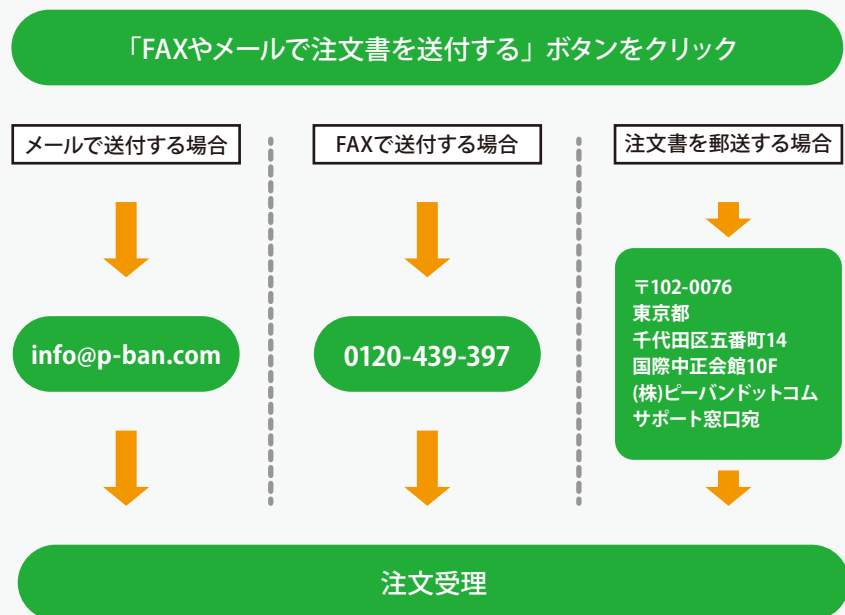 「FAXやメールで注文書を送付する」ボタンをクリック
メールで送付する場合
info@p-ban.com
FAXで送付する場合
0120-439-397
注文書を郵送する場合
〒102-0076
東京都
千代田区五番町14
国際中正会館10F
(株)ピーバンドットコム
サポート窓口宛
注文受理